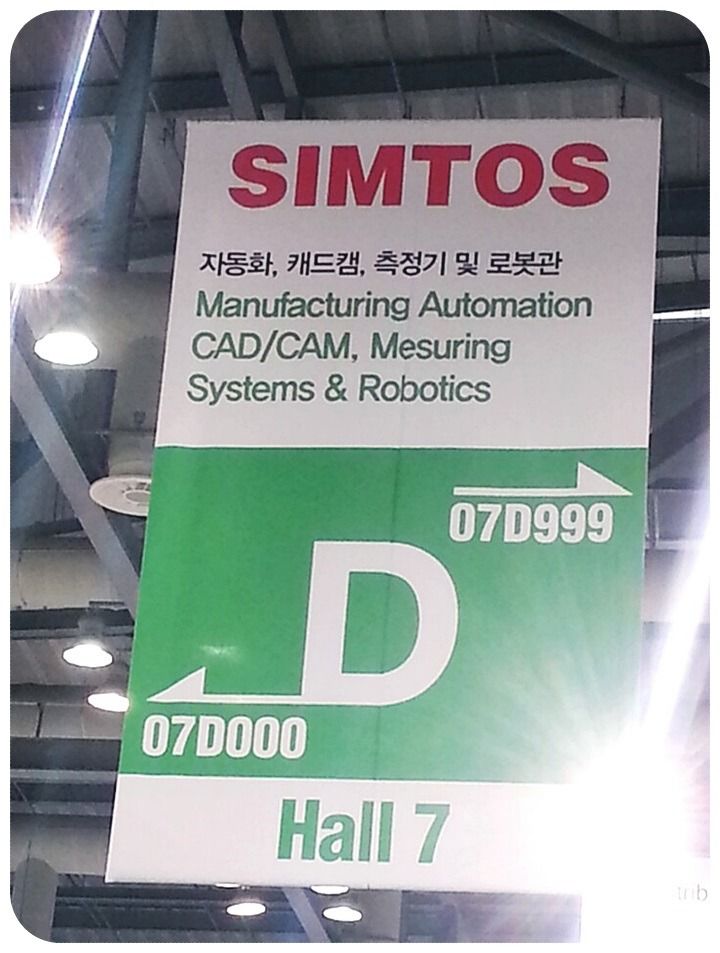 SIMTOS
자동화, 캐드캠, 측정기 및 로봇관
Manufacturing Automation
CAD/CAM, Mesuring
Systems & Robotics
07D999
D
07D000
Hall 7